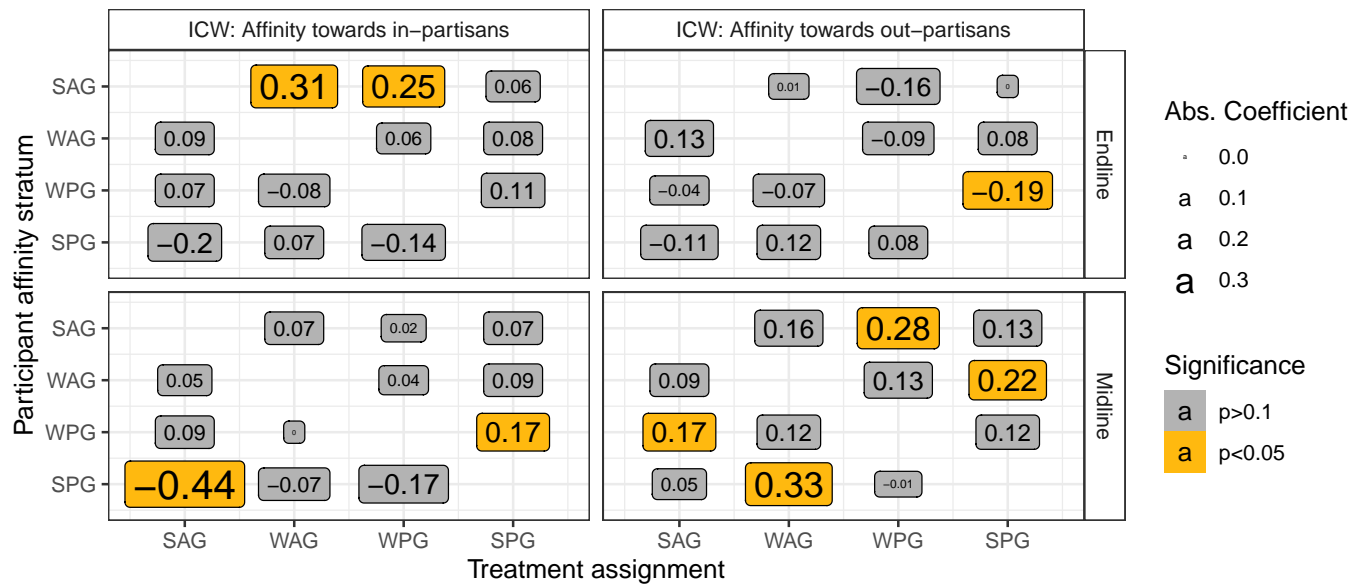 ICW: Affinity towards in−partisans
ICW: Affinity towards out−partisans
Participant affinity stratum
SAG
0.31
0.25
0.06
0.01
−0.16
0
WAG
0.09
0.06
0.08
0.13
−0.09
0.08
WPG
0.07
−0.08
0.11
−0.04
−0.07
−0.19
SPG
−0.2
0.07
−0.14
−0.11
0.12
0.08
Endline
SAG
0.07
0.02
0.07
0.16
0.28
0.13
WAG
0.05
0.04
0.09
0.09
0.13
0.22
WPG
0.09
0
0.17
0.17
0.12
0.12
SPG
−0.44
−0.07
−0.17
0.05
0.33
−0.01
Midline
SAG
WAG
WPG
SPG
SAG
WAG
WPG
SPG
Treatment assignment
Abs. Coefficient
a 0.0
a 0.1
a 0.2
a 0.3
Significance
a p>0.1
a p<0.05